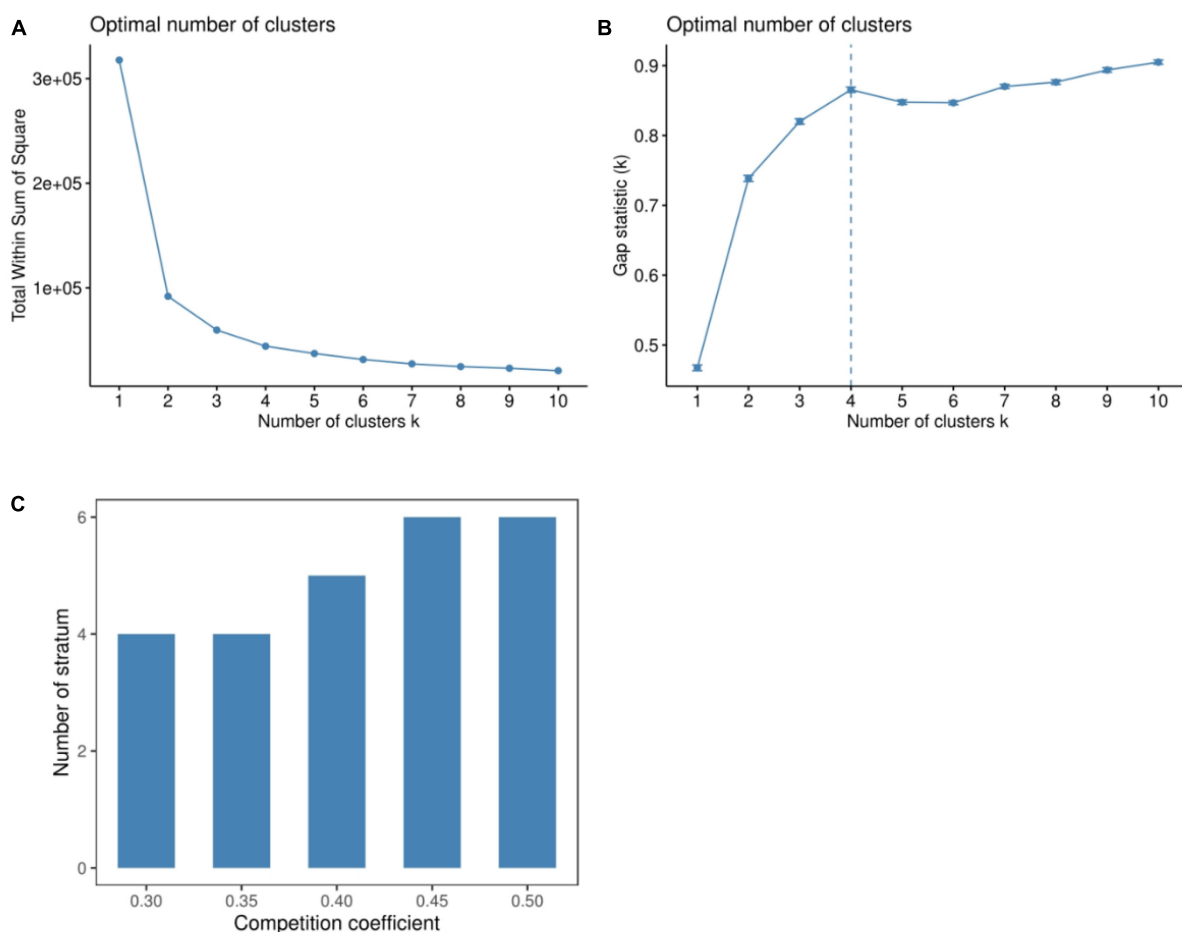 A
Optimal number of clusters
3e+05
2e+05
1e+05
Total Within Sum of Square
1 2 3 4 5 6 7 8 9 10
Number of clusters k
B
Optimal number of clusters
0.9
0.8
0.7
0.6
0.5
Gap statistic (k)
1 2 3 4 5 6 7 8 9 10
Number of clusters k
C
6
4
2
0
Number of stratum
0.30 0.35 0.40 0.45 0.50
Competition coefficient